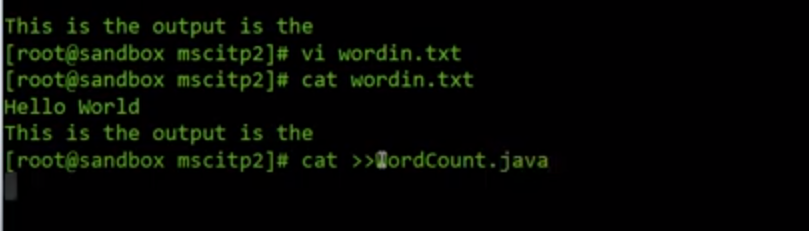 This is the output is the
[root@sandbox mscitp2]# vi wordin.txt
[root@sandbox mscitp2]# cat wordin.txt
Hello World
This is the output is the
[root@sandbox mscitp2]# cat >>WordCount.java